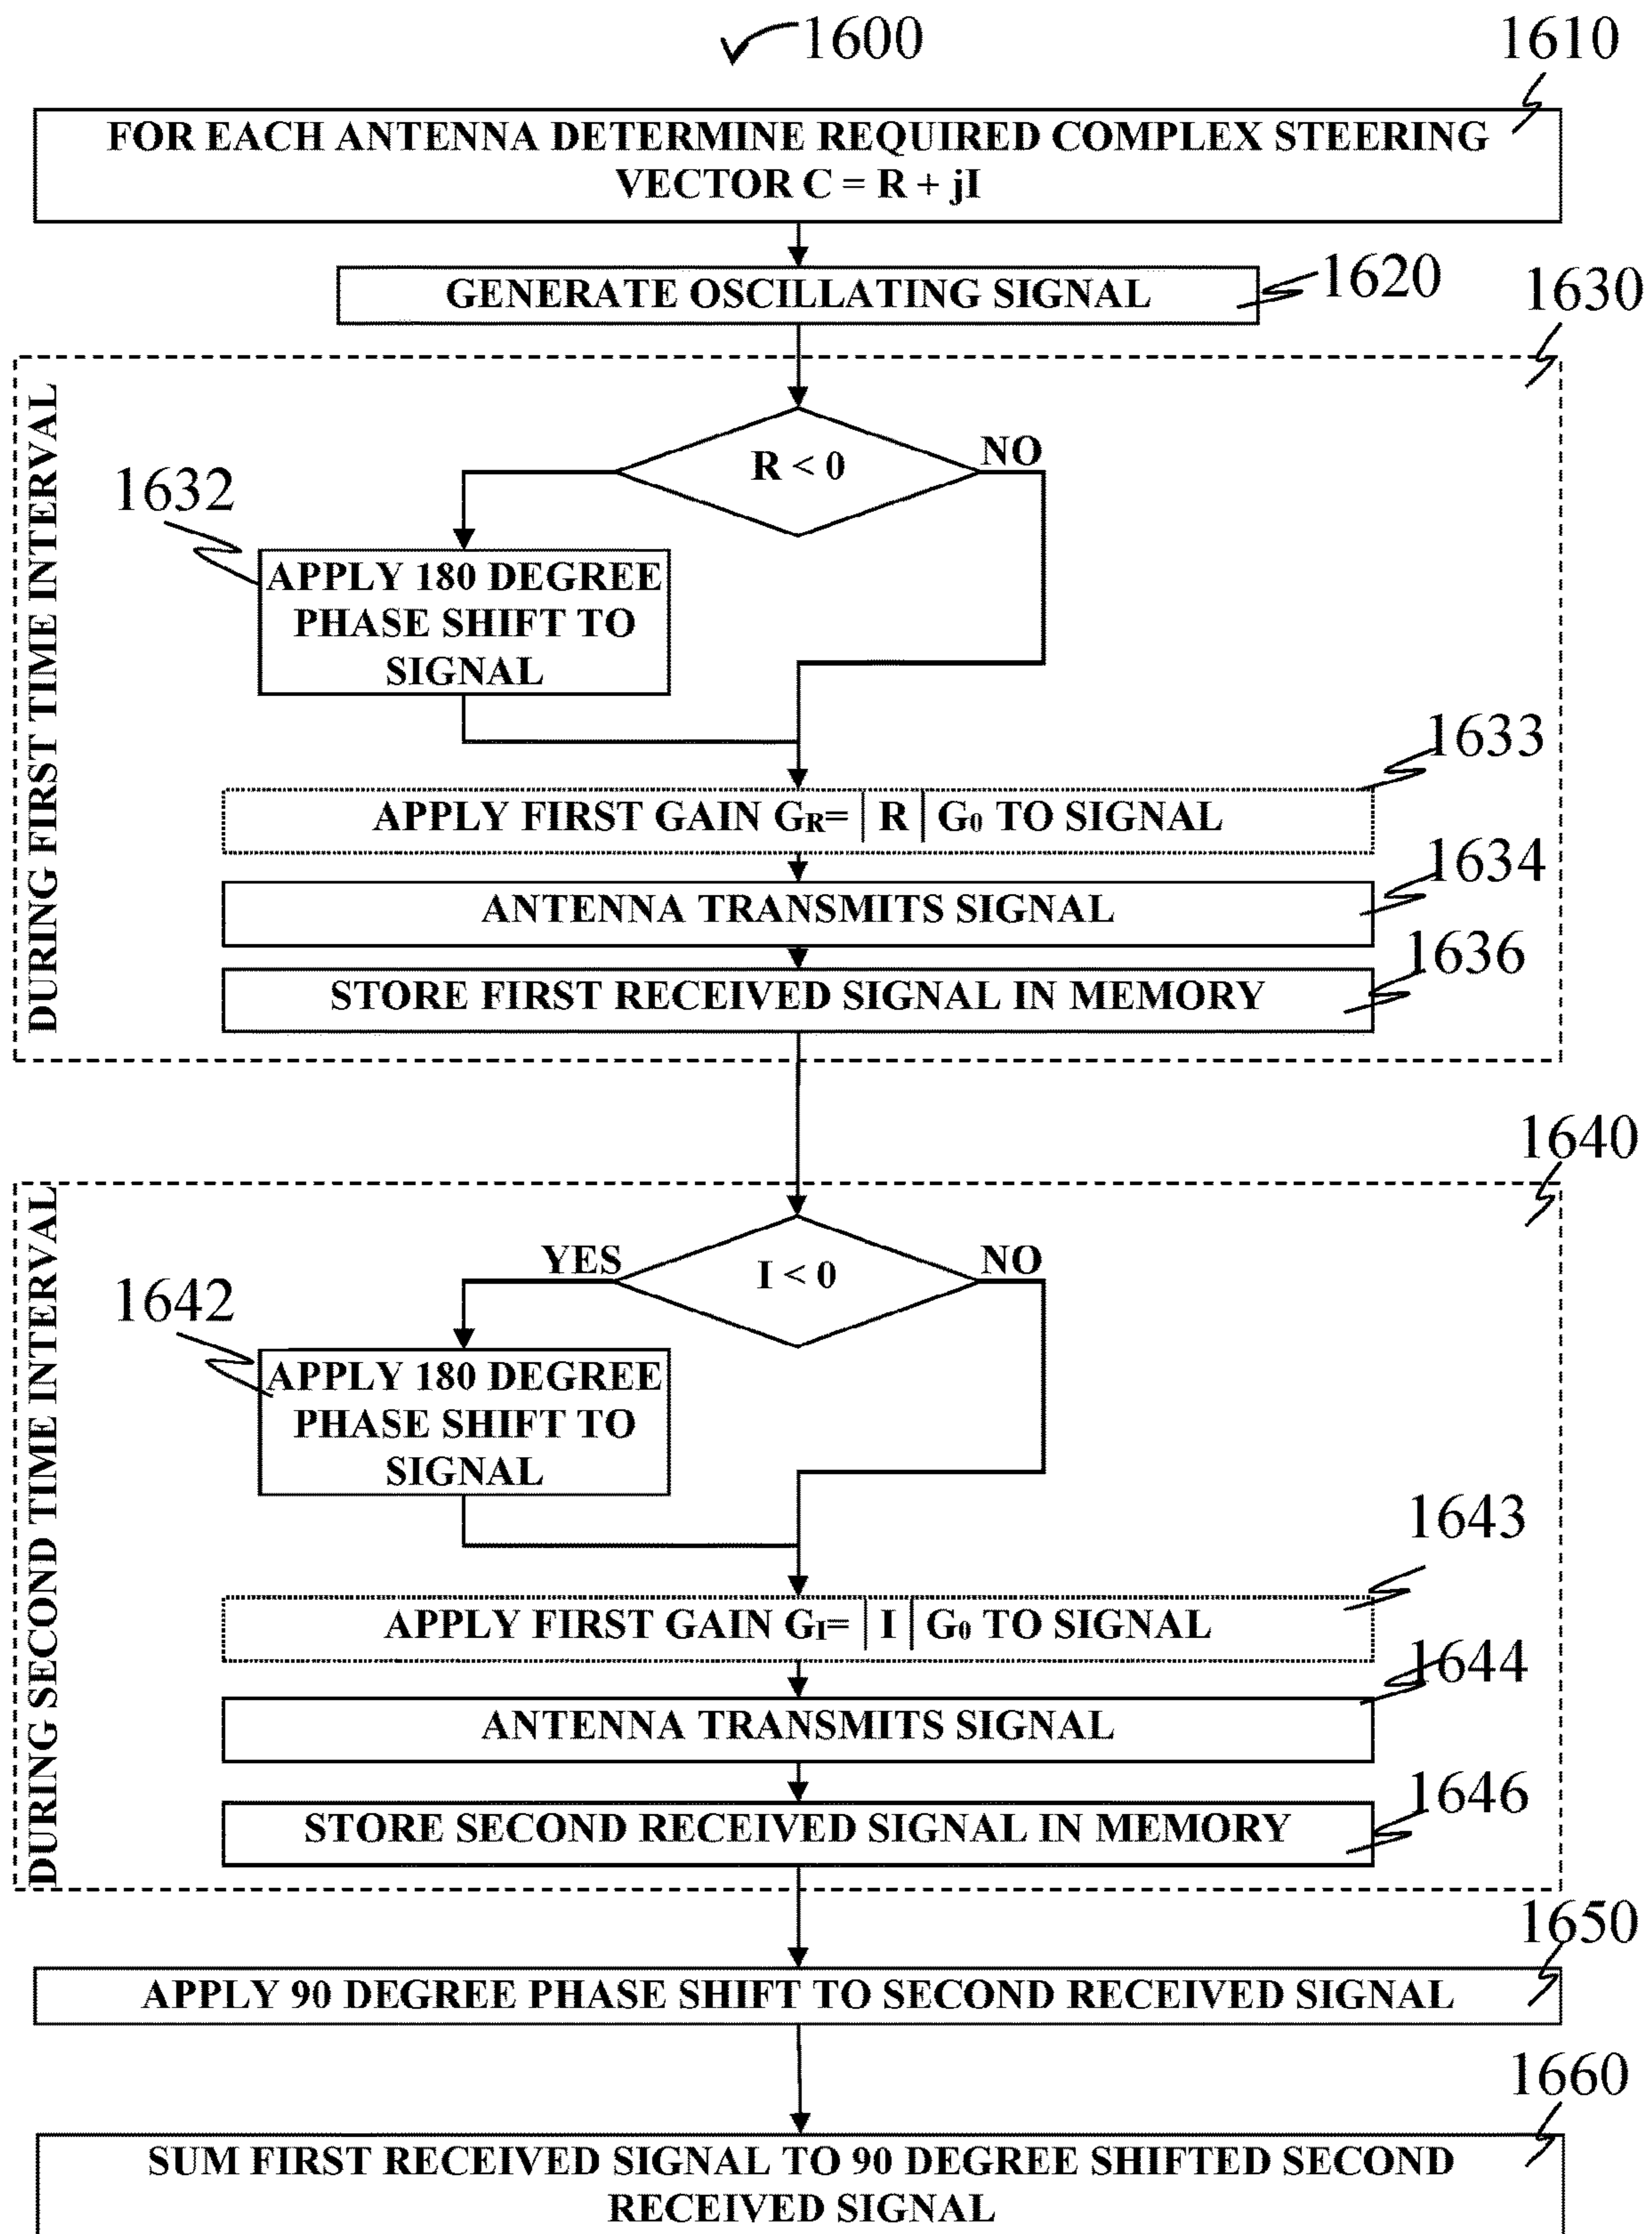 1600
1610
FOR EACH ANTENNA DETERMINE REQUIRED COMPLEX STEERING
VECTOR C = R + jI
GENERATE OSCILLATING SIGNAL
1620
1630
DURING FIRST TIME INTERVAL
R < 0
NO
1632
APPLY 180 DEGREE
PHASE SHIFT TO
SIGNAL
1633
APPLY FIRST GAIN GR= | R | G0 TO SIGNAL
1634
ANTENNA TRANSMITS SIGNAL
1636
STORE FIRST RECEIVED SIGNAL IN MEMORY
1640
DURING SECOND TIME INTERVAL
YES
I < 0
NO
1642
APPLY 180 DEGREE
PHASE SHIFT TO
SIGNAL
1643
APPLY FIRST GAIN GI= | I | G0 TO SIGNAL
1644
ANTENNA TRANSMITS SIGNAL
1646
STORE SECOND RECEIVED SIGNAL IN MEMORY
1650
APPLY 90 DEGREE PHASE SHIFT TO SECOND RECEIVED SIGNAL
1660
SUM FIRST RECEIVED SIGNAL TO 90 DEGREE SHIFTED SECOND
RECEIVED SIGNAL